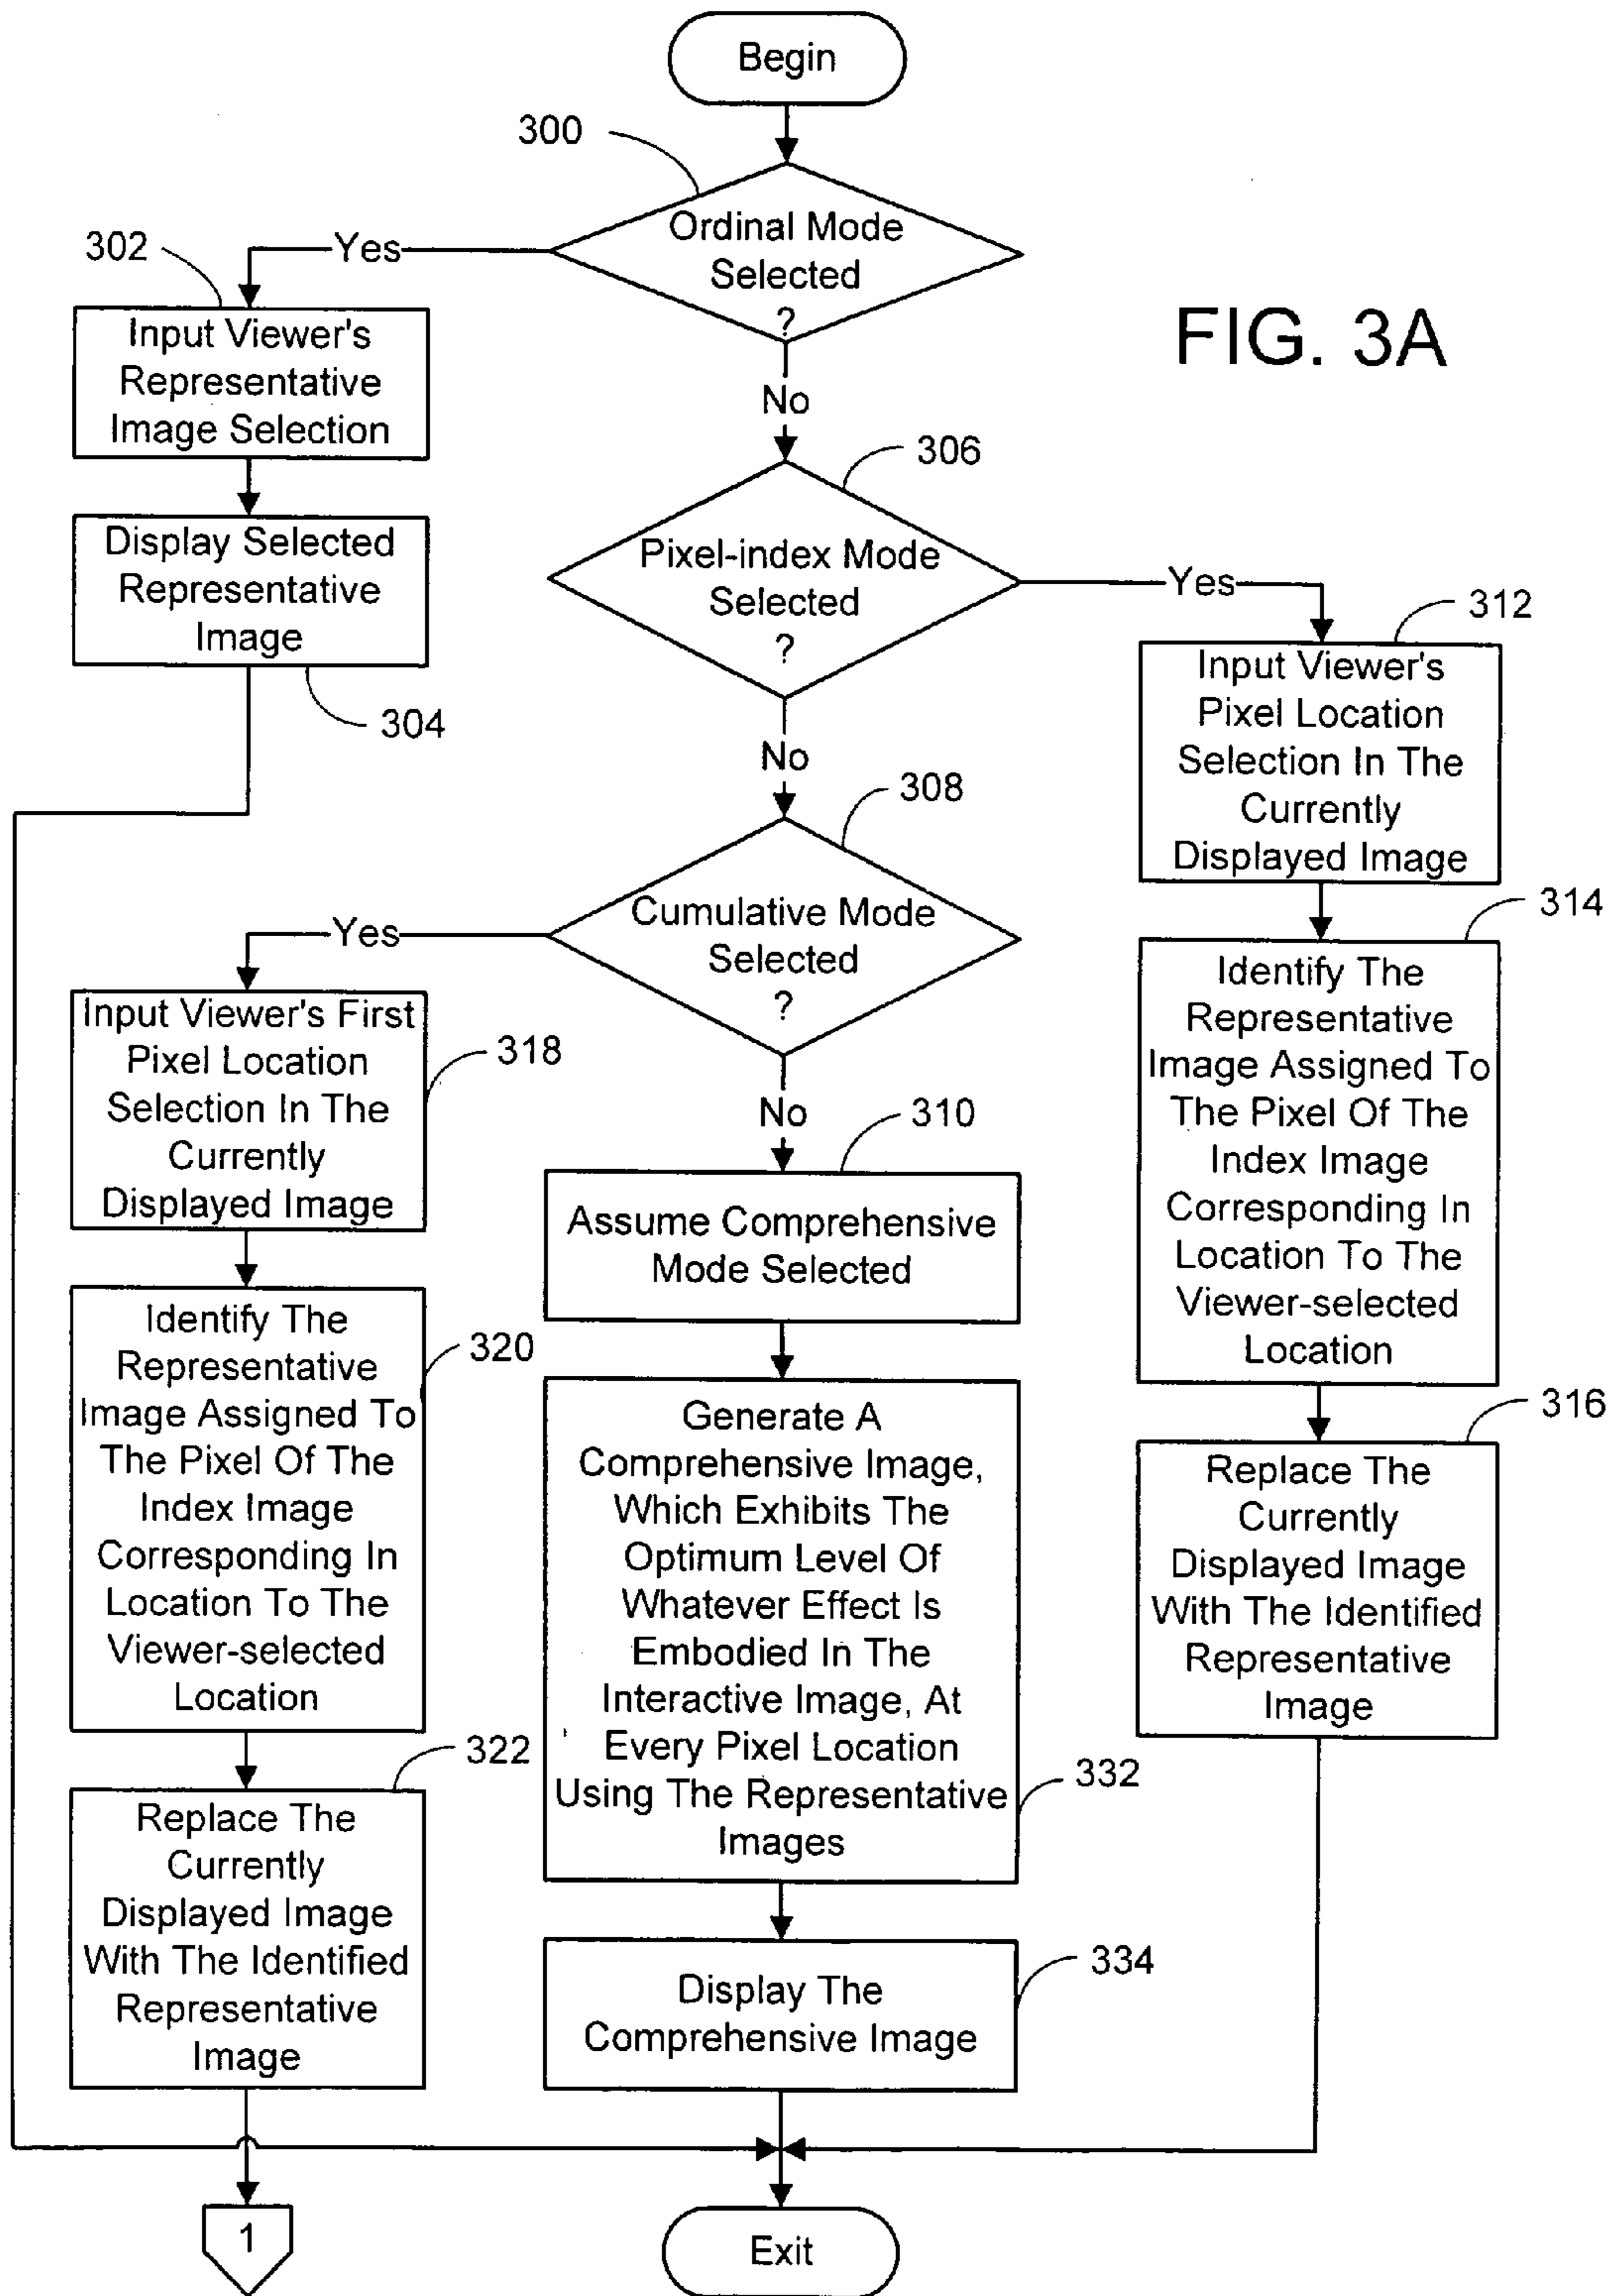 Begin
300
Ordinal Mode
Selected
?
Yes
No
FIG. 3A
302
Input Viewer's
Representative
Image Selection
Display Selected
Representative
Image
304
306
Pixel-index Mode
Selected
?
Yes
No
312
Input Viewer's
Pixel Location
Selection In The
Currently
Displayed Image
308
Cumulative Mode
Selected
?
Yes
No
314
Identify The
Representative
Image Assigned To
The Pixel Of The
Index Image
Corresponding In
Location To The
Viewer-selected
Location
316
Replace The
Currently
Displayed Image
With The Identified
Representative
Image
Input Viewer's First
Pixel Location
Selection In The
Currently
Displayed Image
318
Identify The
Representative
Image Assigned To
The Pixel Of The
Index Image
Corresponding In
Location To The
Viewer-selected
Location
320
322
Replace The
Currently
Displayed Image
With The Identified
Representative
Image
310
Assume Comprehensive
Mode Selected
Generate A
Comprehensive Image,
Which Exhibits The
Optimum Level Of
Whatever Effect Is
Embodied In The
Interactive Image, At
Every Pixel Location
Using The Representative
Images
332
Display The
Comprehensive Image
334
1
Exit